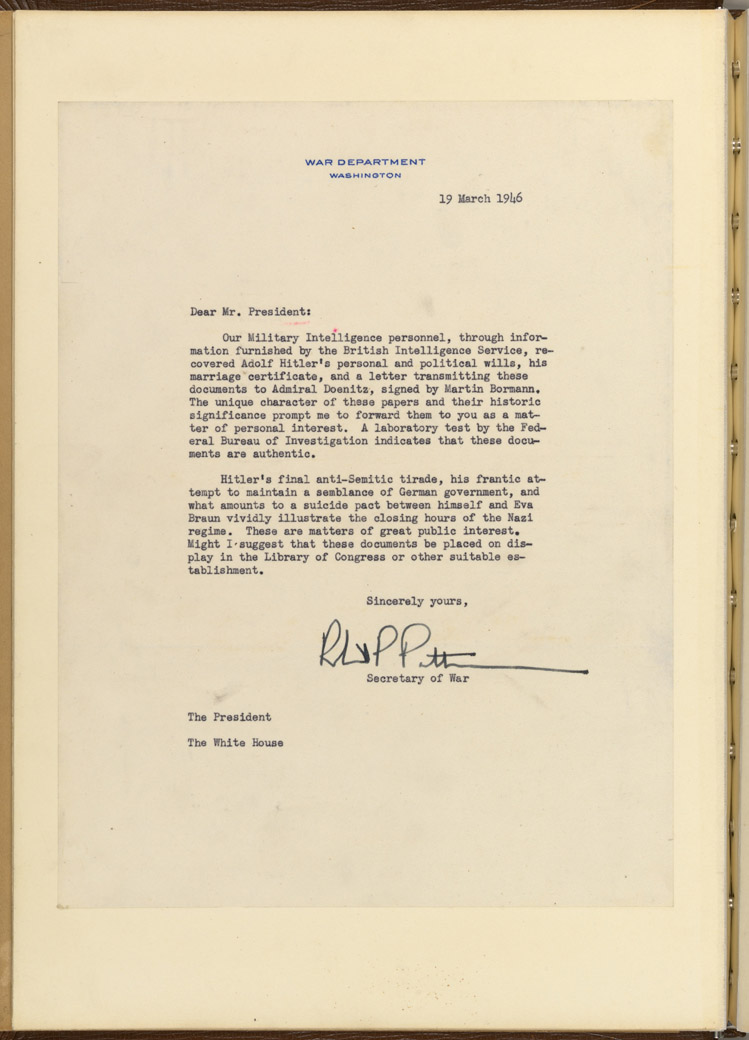 WAR DEPARTMENT
WASHINGTON
19 March 1946
Dear Mr. President:
Our Military Intelligence personnel, through infor-
mation furnished by the British Intelligence Service, re-
covered Adolf Hitler's personal and political wills, his
marriage certificate, and a letter transmitting these
documents to Admiral Doenitz, signed by Martin Bormann.
The unique character of these papers and their historic
significance prompt me to forward them to you as a mat-
ter of personal interest. A laboratory test by the Fed-
eral Bureau of Investigation indicates that these docu-
ments are authentic.
Hitler's final anti-Semitic tirade, his frantic at-
tempt to maintain a semblance of German government, and
what amounts to a suicide pact between himself and Eva
Braun vividly illustrate the closing hours of the Nazi
regime. These are matters of great public interest.
Might I suggest that these documents be placed on dis-
play in the Library of Congress or other suitable es-
tablishment.
Sincerely yours,
Secretary of War
The President
The White House